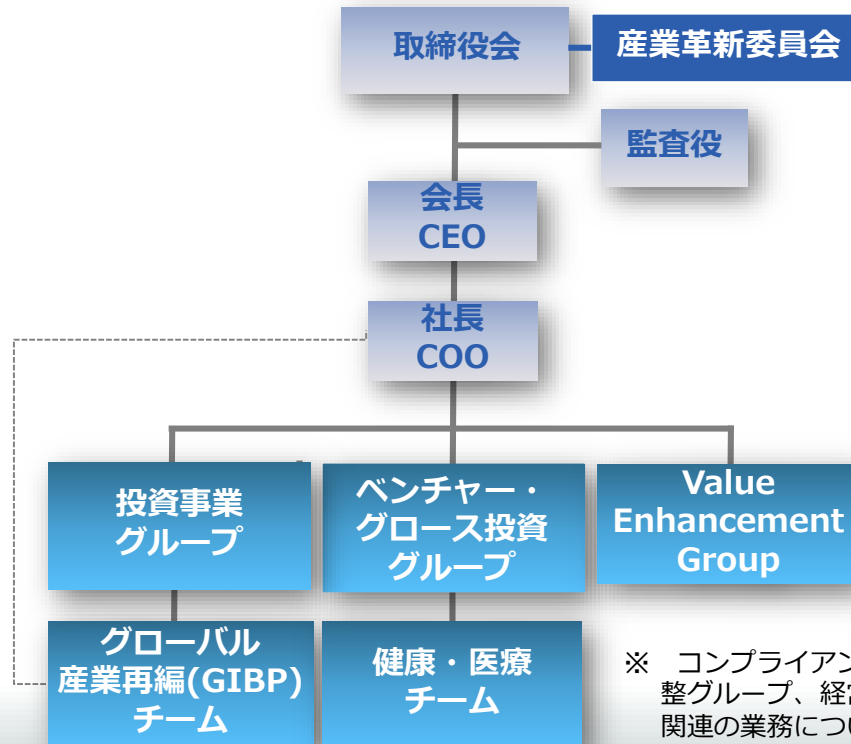 取締役会
産業革新委員会
監査役
会長
CEO
社長
COO
投資事業
グループ
ベンチャー・
グロース投資
グループ
Value
Enhancement
Group
グローバル
産業再編(GIBP)
チーム
健康・医療
チーム
※ コンプライアン
整グループ、経営
関連の業務につい